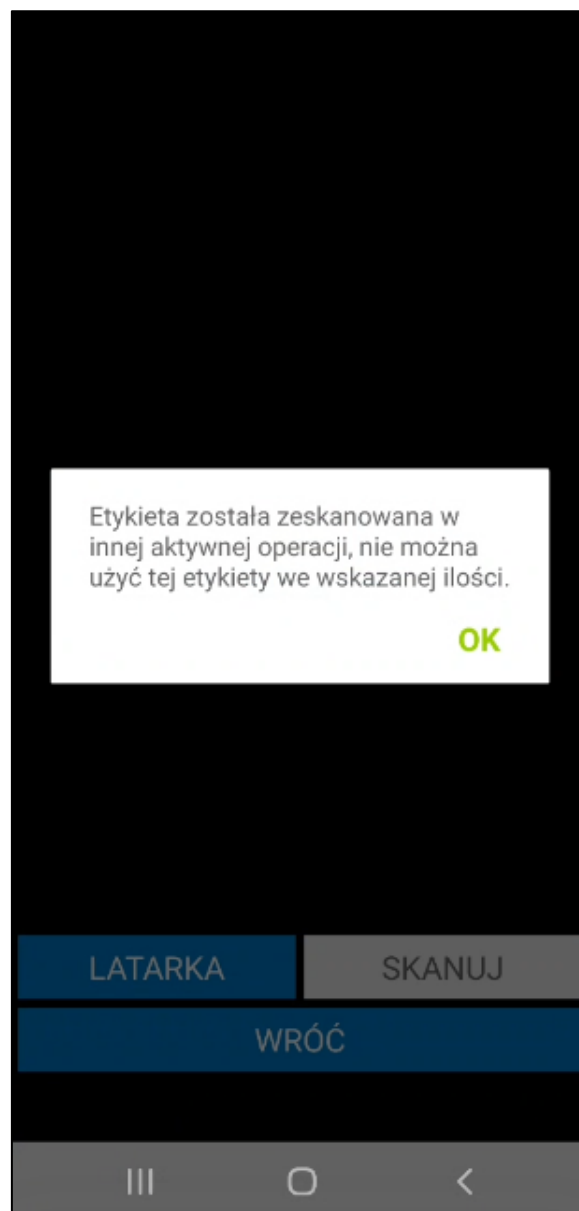 Etykieta została zeskanowana w
innej aktywnej operacji, nie można
użyć tej etykiety we wskazanej ilości.
OK
LATARKA
SKANUJ
WRÓĆ